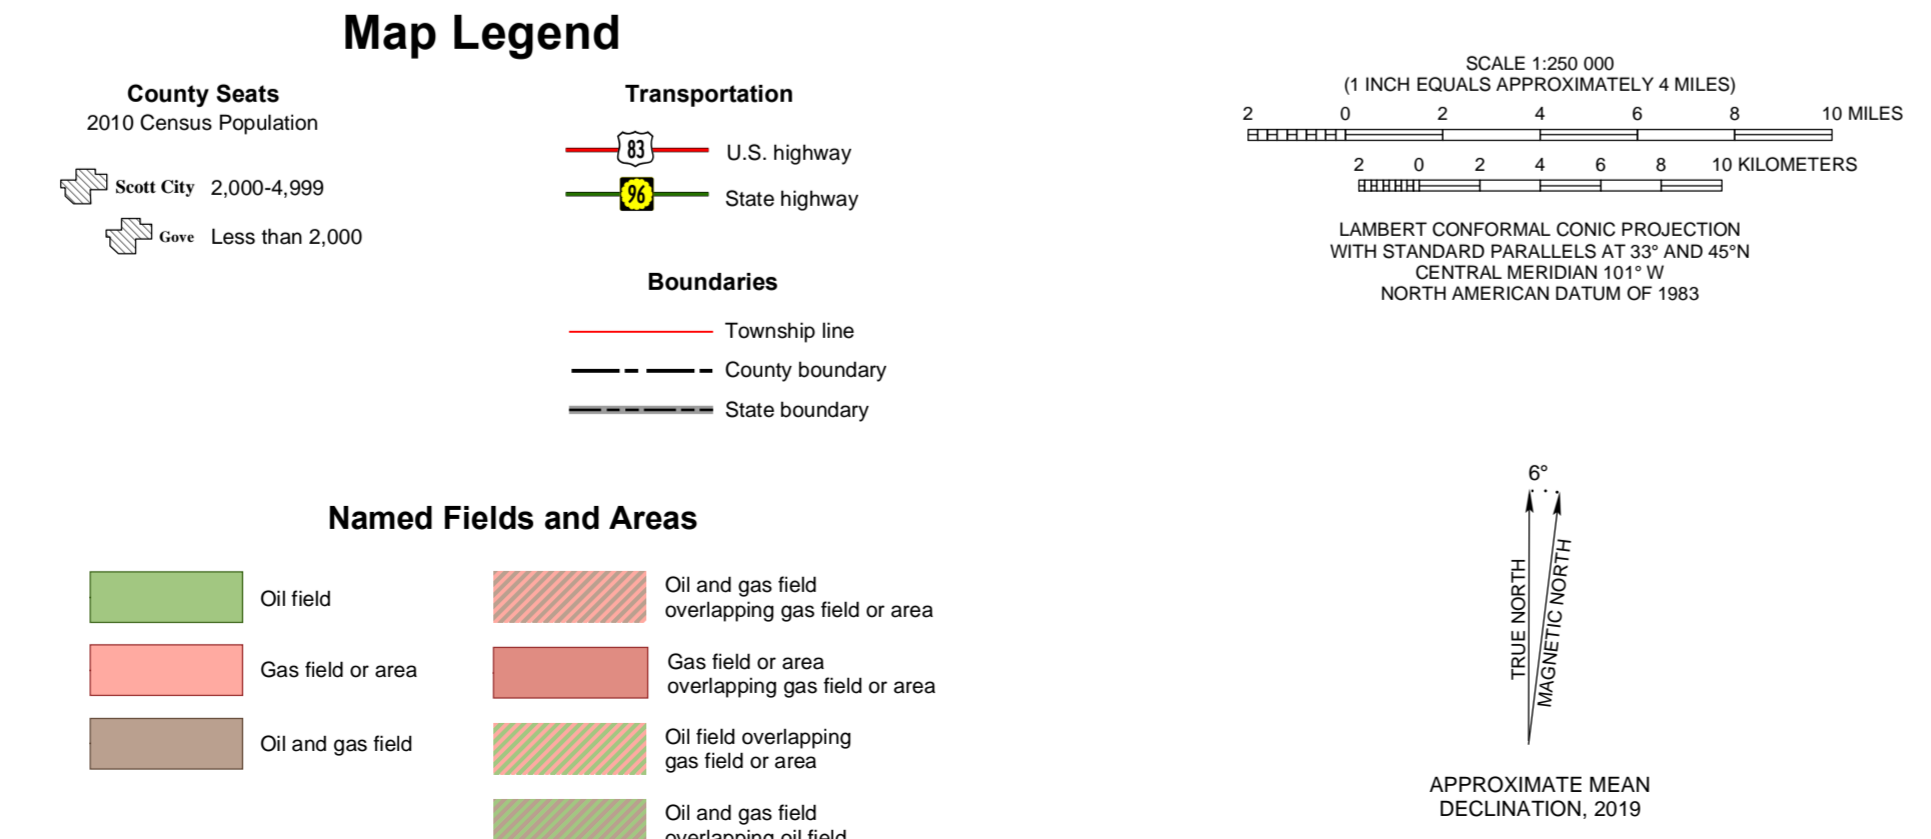 Map Legend
County Seats
2010 Census Population
Scott City 2,000-4,999
Gove Less than 2,000
Transportation
83 U.S. highway
96 State highway
Boundaries
Township line
County boundary
State boundary
Named Fields and Areas
Oil field
Gas field or area
Oil and gas field
Oil and gas field
overlapping gas field or area
Gas field or area
overlapping gas field or area
Oil field overlapping
gas field or area
Oil and gas field
overlapping oil field
SCALE 1:250 000
(1 INCH EQUALS APPROXIMATELY 4 MILES)
2 0 2 4 6 8 10 MILES
2 0 2 4 6 8 10 KILOMETERS
LAMBERT CONFORMAL CONIC PROJECTION
WITH STANDARD PARALLELS AT 33° AND 45°N
CENTRAL MERIDIAN 101° W
NORTH AMERICAN DATUM OF 1983
6°
TRUE NORTH
MAGNETIC NORTH
APPROXIMATE MEAN
DECLINATION, 2019